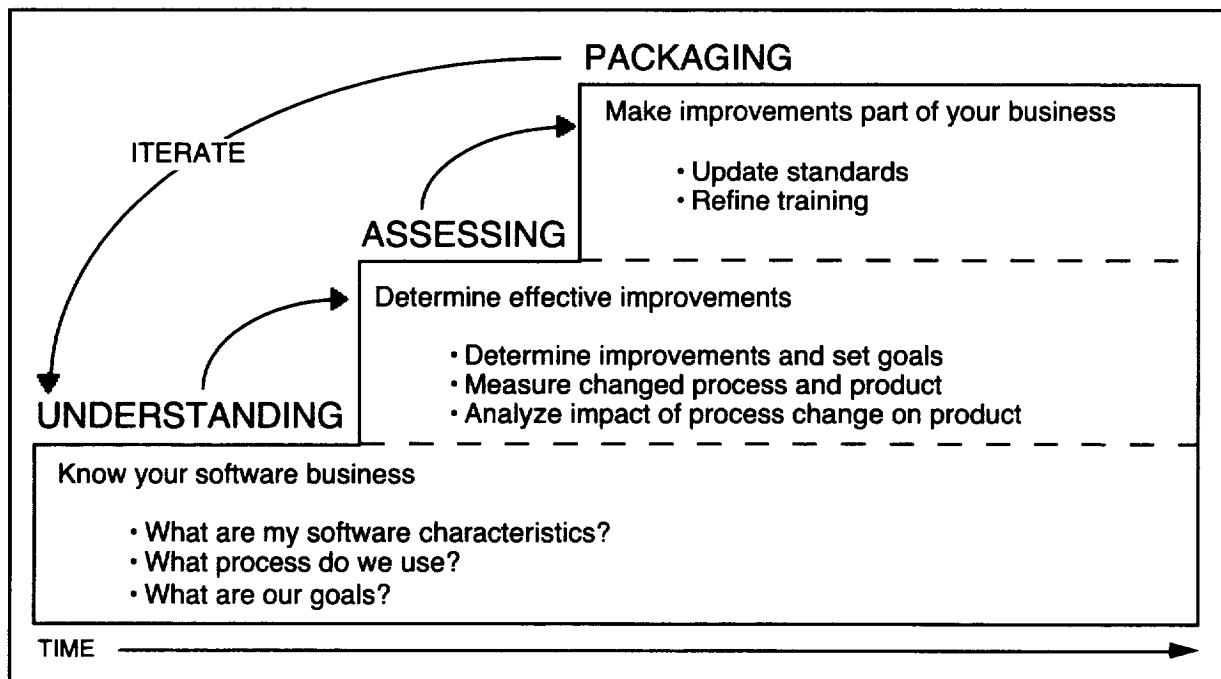 PACKAGING
Make improvements part of your business
• Update standards
• Refine training
ITERATE
ASSESSING
Determine effective improvements
• Determine improvements and set goals
• Measure changed process and product
• Analyze impact of process change on product
UNDERSTANDING
Know your software business
• What are my software characteristics?
• What process do we use?
• What are our goals?
TIME